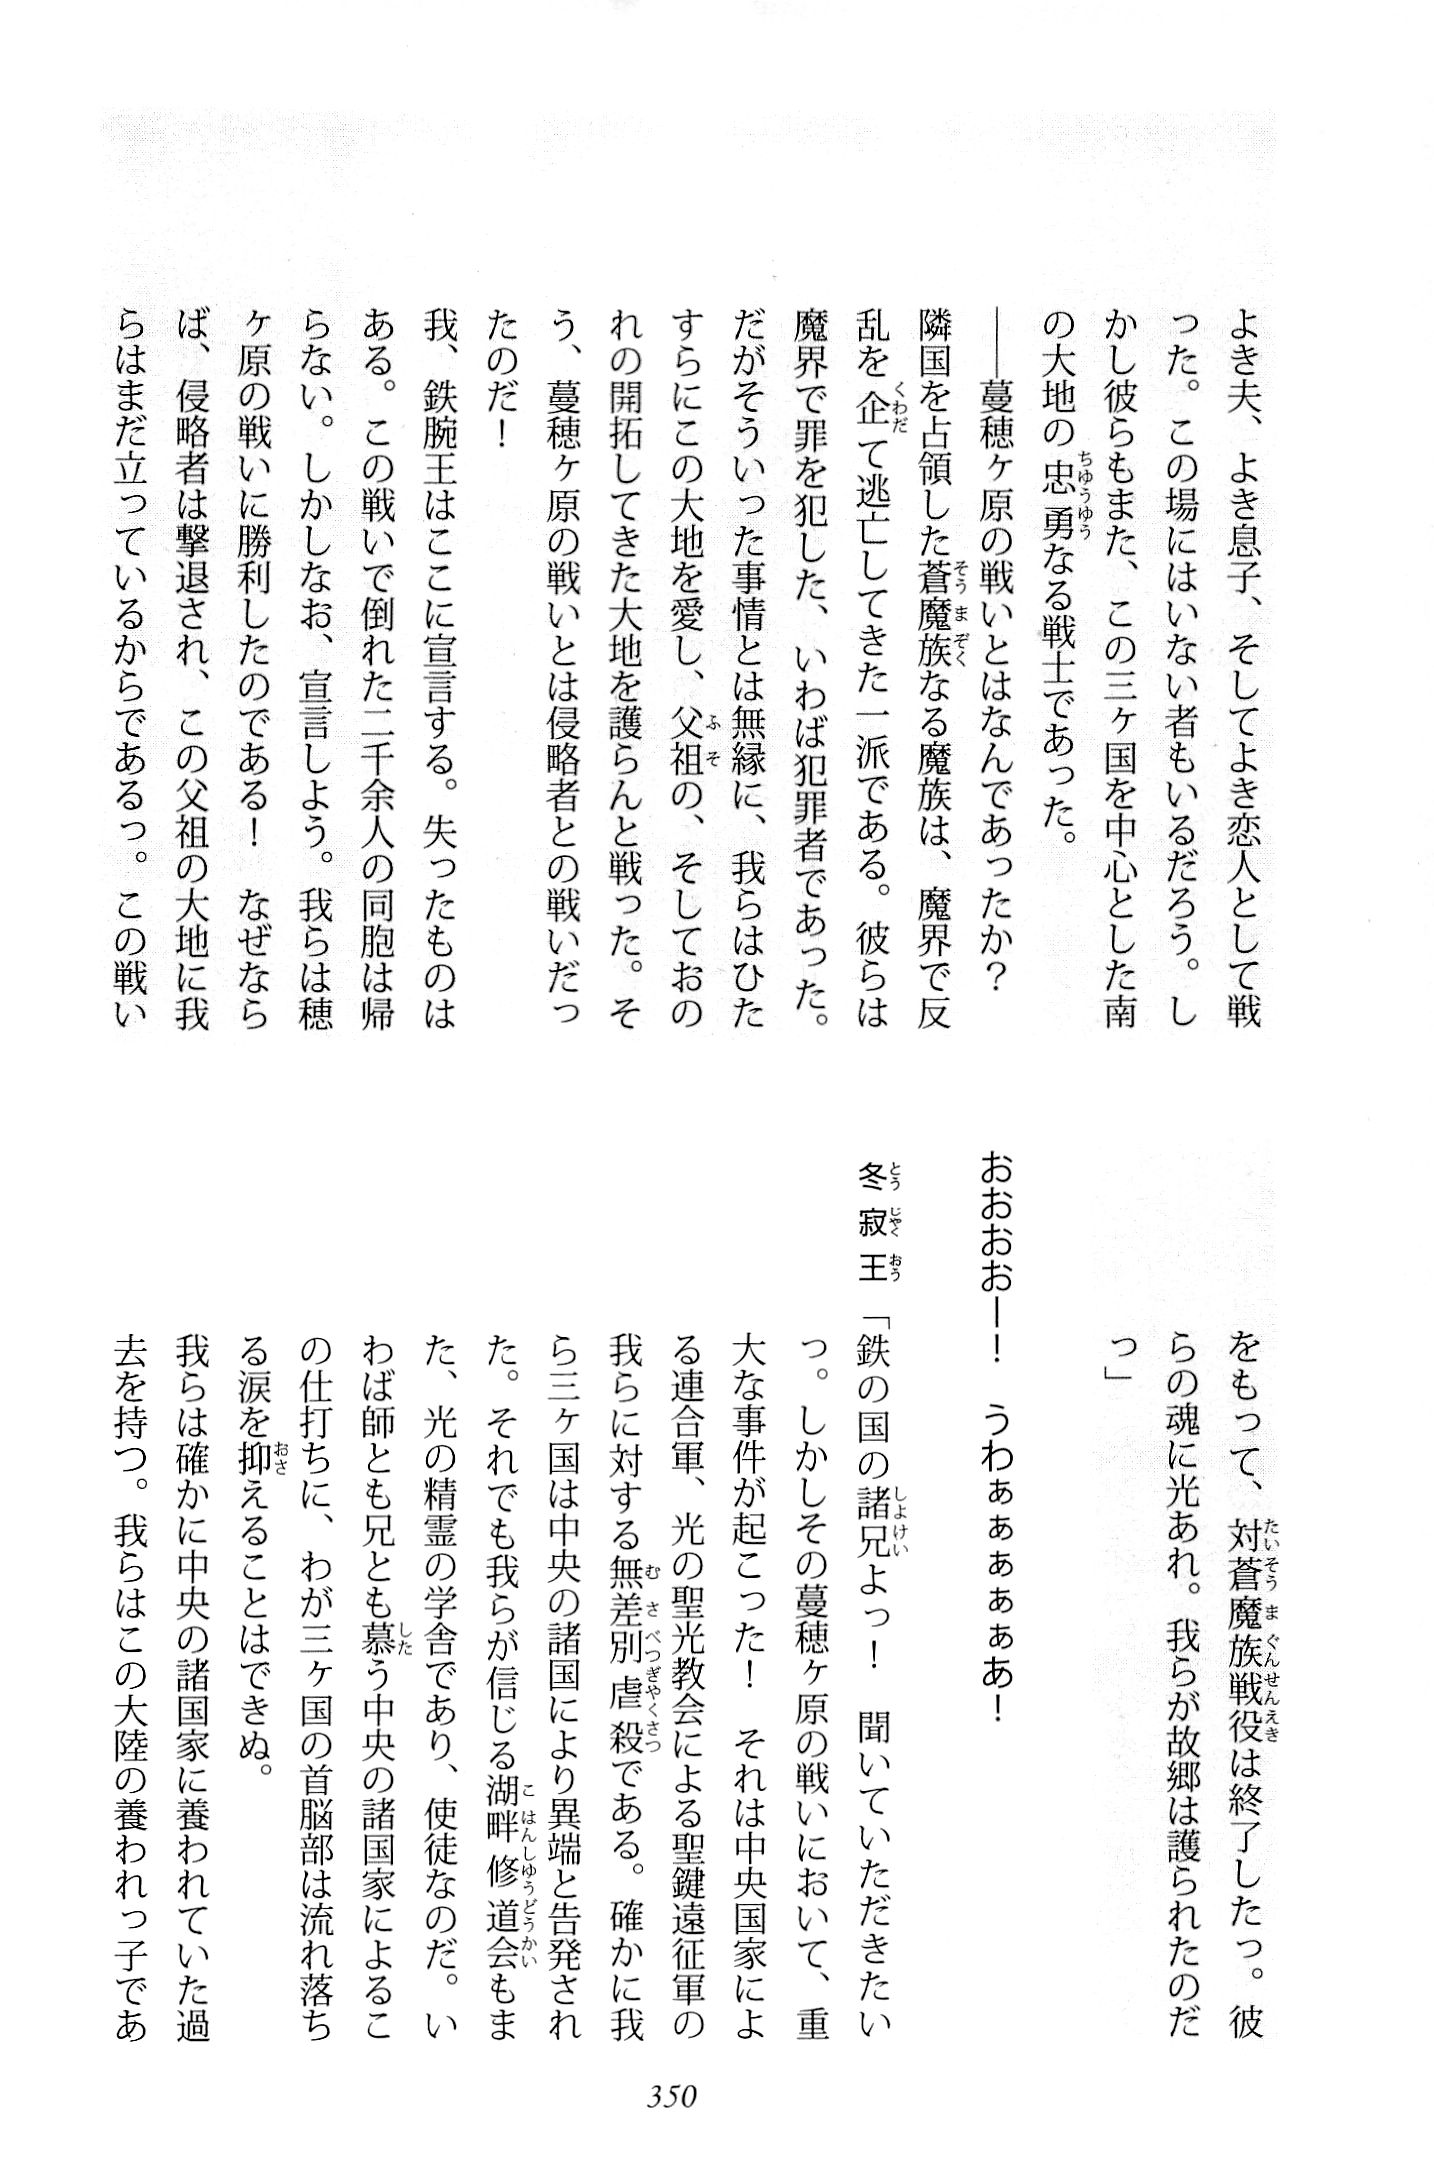 よき夫、よき息子、そしてよき恋人として戦
った。この場にはいない者もいるだろう。し
かし彼らもまた、この三ヶ国を中心とした南
の大地の忠勇なる戦士であった。
――蔓穂ヶ原の戦いとはなんであったか？
隣国を占領した蒼魔族なる魔族は、魔界で反
乱を企て逃亡してきた一派である。彼らは
魔界で罪を犯した、いわば犯罪者であった。
だがそういった事情とは無縁に、我らはひた
すらにこの大地を愛し、父祖の、そしておの
れの開拓してきた大地を護らんと戦った。そ
う、蔓穂ヶ原の戦いとは侵略者との戦いだっ
たのだ！
我、鉄腕王はここに宣言する。失ったものは
ある。この戦いで倒れた二千余人の同胞は帰
らない。しかしなお、宣言しよう。我らは穂
ヶ原の戦いに勝利したのである！　なぜなら
ば、侵略者は撃退され、この父祖の大地に我
らはまだ立っているからであるっ。この戦い
をもって、対蒼魔族戦役は終了したっ。彼
らの魂に光あれ。我らが故郷は護られたのだ
っ」
おおおおー！　うわぁぁぁぁぁあ！
冬寂王「鉄の国の諸兄よっ！　聞いていただきたい
っ。しかしその蔓穂ヶ原の戦いにおいて、重
大な事件が起こった！　それは中央国家によ
る連合軍、光の聖光教会による聖鍵遠征軍の
我らに対する無差別虐殺である。確かに我
ら三ヶ国は中央の諸国により異端と告発され
た。それでも我らが信じる湖畔修道会もま
た、光の精霊の学舎であり、使徒なのだ。い
わば師とも兄とも慕う中央の諸国家によるこ
の仕打ちに、わが三ヶ国の首脳部は流れ落ち
る涙を抑えることはできぬ。
我らは確かに中央の諸国家に養われていた過
去を持つ。我らはこの大陸の養われっ子であ
350